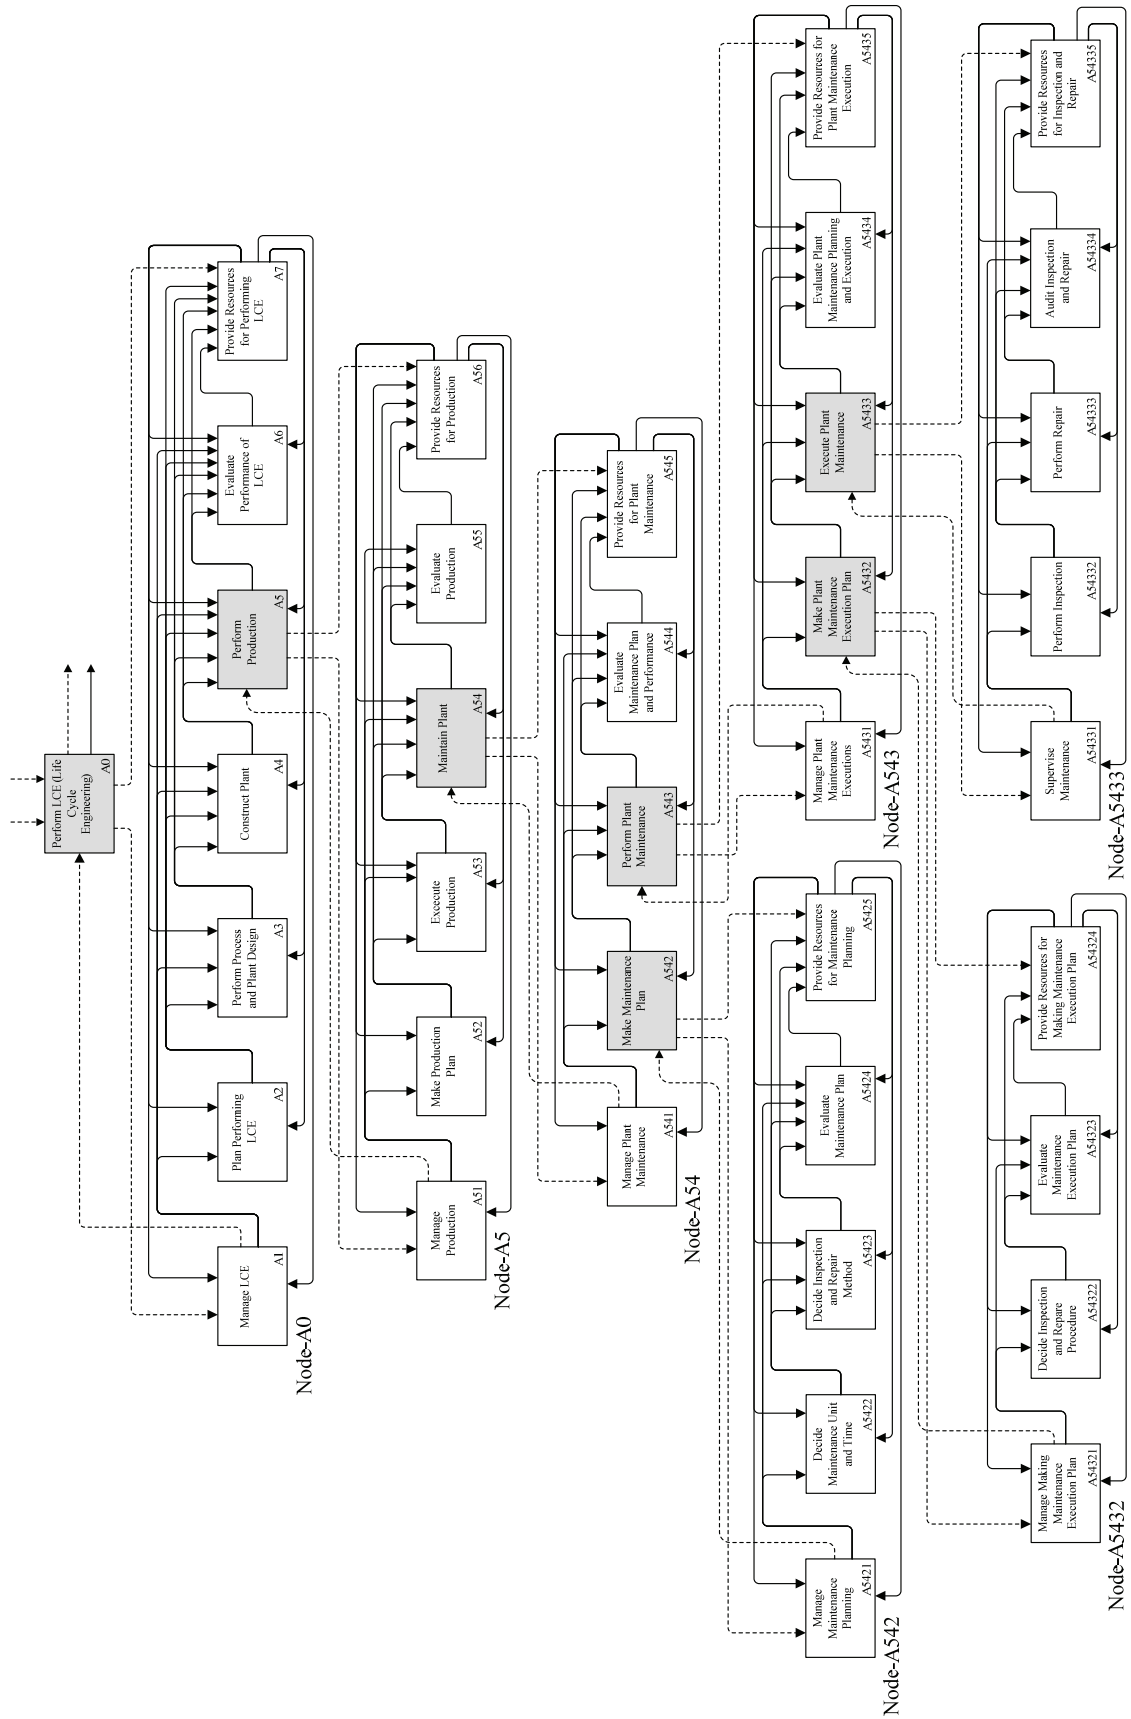 Perform LCE (Life
Cycle
Engineering)
A0
Manage LCE
A1
Plan Performing
LCE
A2
Perform Process
and Plant Design
A3
Construct Plant
A4
Perform
Production
A5
Evaluate
Performance of
LCE
A6
Provide Resources
for Performing
LCE
A7
Node-A0
Manage
Production
A51
Make Production
Plan
A52
Excecute
Production
A53
Maintain Plant
A54
Evaluate
Production
A55
Provide Resources
for Production
A56
Node-A5
Manage Plant
Maintenance
A541
Make Maintenance
Plan
A542
Perform Plant
Maintenance
A543
Evaluate
Maintenance Plan
and Performance
A544
Provide Resources
for Plant
Maintenance
A545
Node-A54
Manage
Maintenance
Planning
A5421
Decide
Maintenance Unit
and Time
A5422
Decide Inspection
and Repair
Method
A5423
Evaluate
Maintenance Plan
A5424
Provide Resources
for Maintenance
Planning
A5425
Node-A542
Manage Plant
Maintenance
Executions
A5431
Make Plant
Maintenance
Execution Plan
A5432
Execute Plant
Maintenance
A5433
Evaluate Plant
Maintenance Planning
and Execution
A5434
Provide Resources for
Plant Maintenance
Execution
A5435
Node-A543
Manage Making
Maintenance
Execution Plan
A54321
Decide Inspection
and Repare
Procedure
A54322
Evaluate
Maintenance
Execution Plan
A54323
Provide Resources for
Making Maintenance
Execution Plan
A54324
Node-A5432
Supervise
Maintenance
A54331
Perform Inspection
A54332
Perform Repair
A54333
Audit Inspection
and Repair
A54334
Provide Resources
for Inspection and
Repair
A54335
Node-A5433